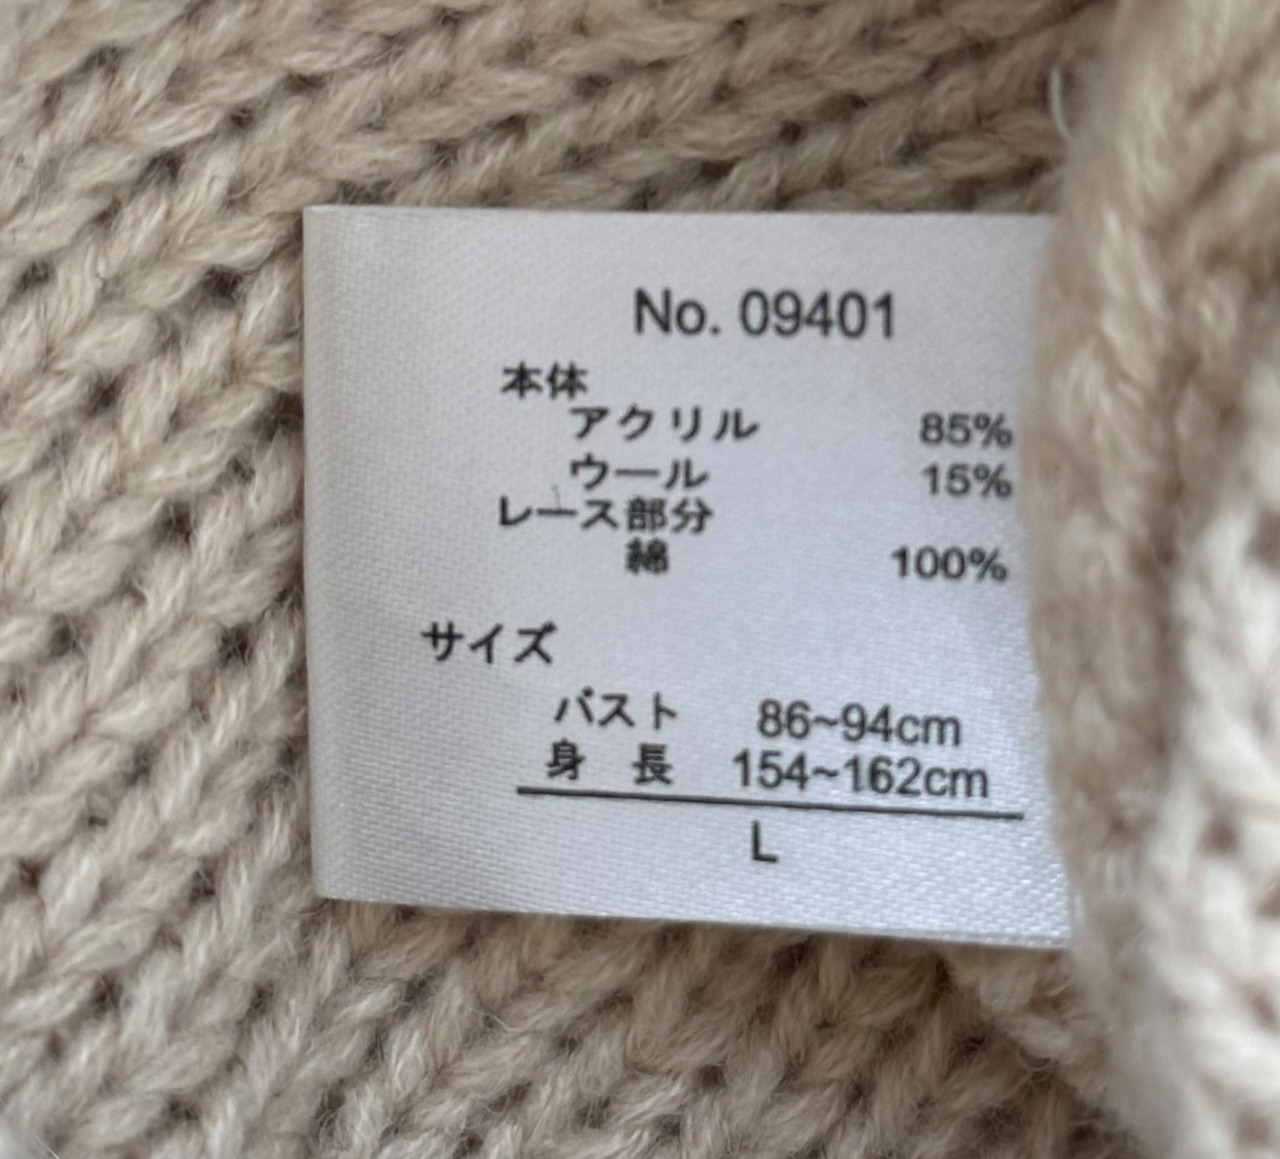 No. 09401
本体
アクリル 85%
ウール 15%
レース部分
綿 100%
サイズ
バスト 86~94cm
身 長 154~162cm
L